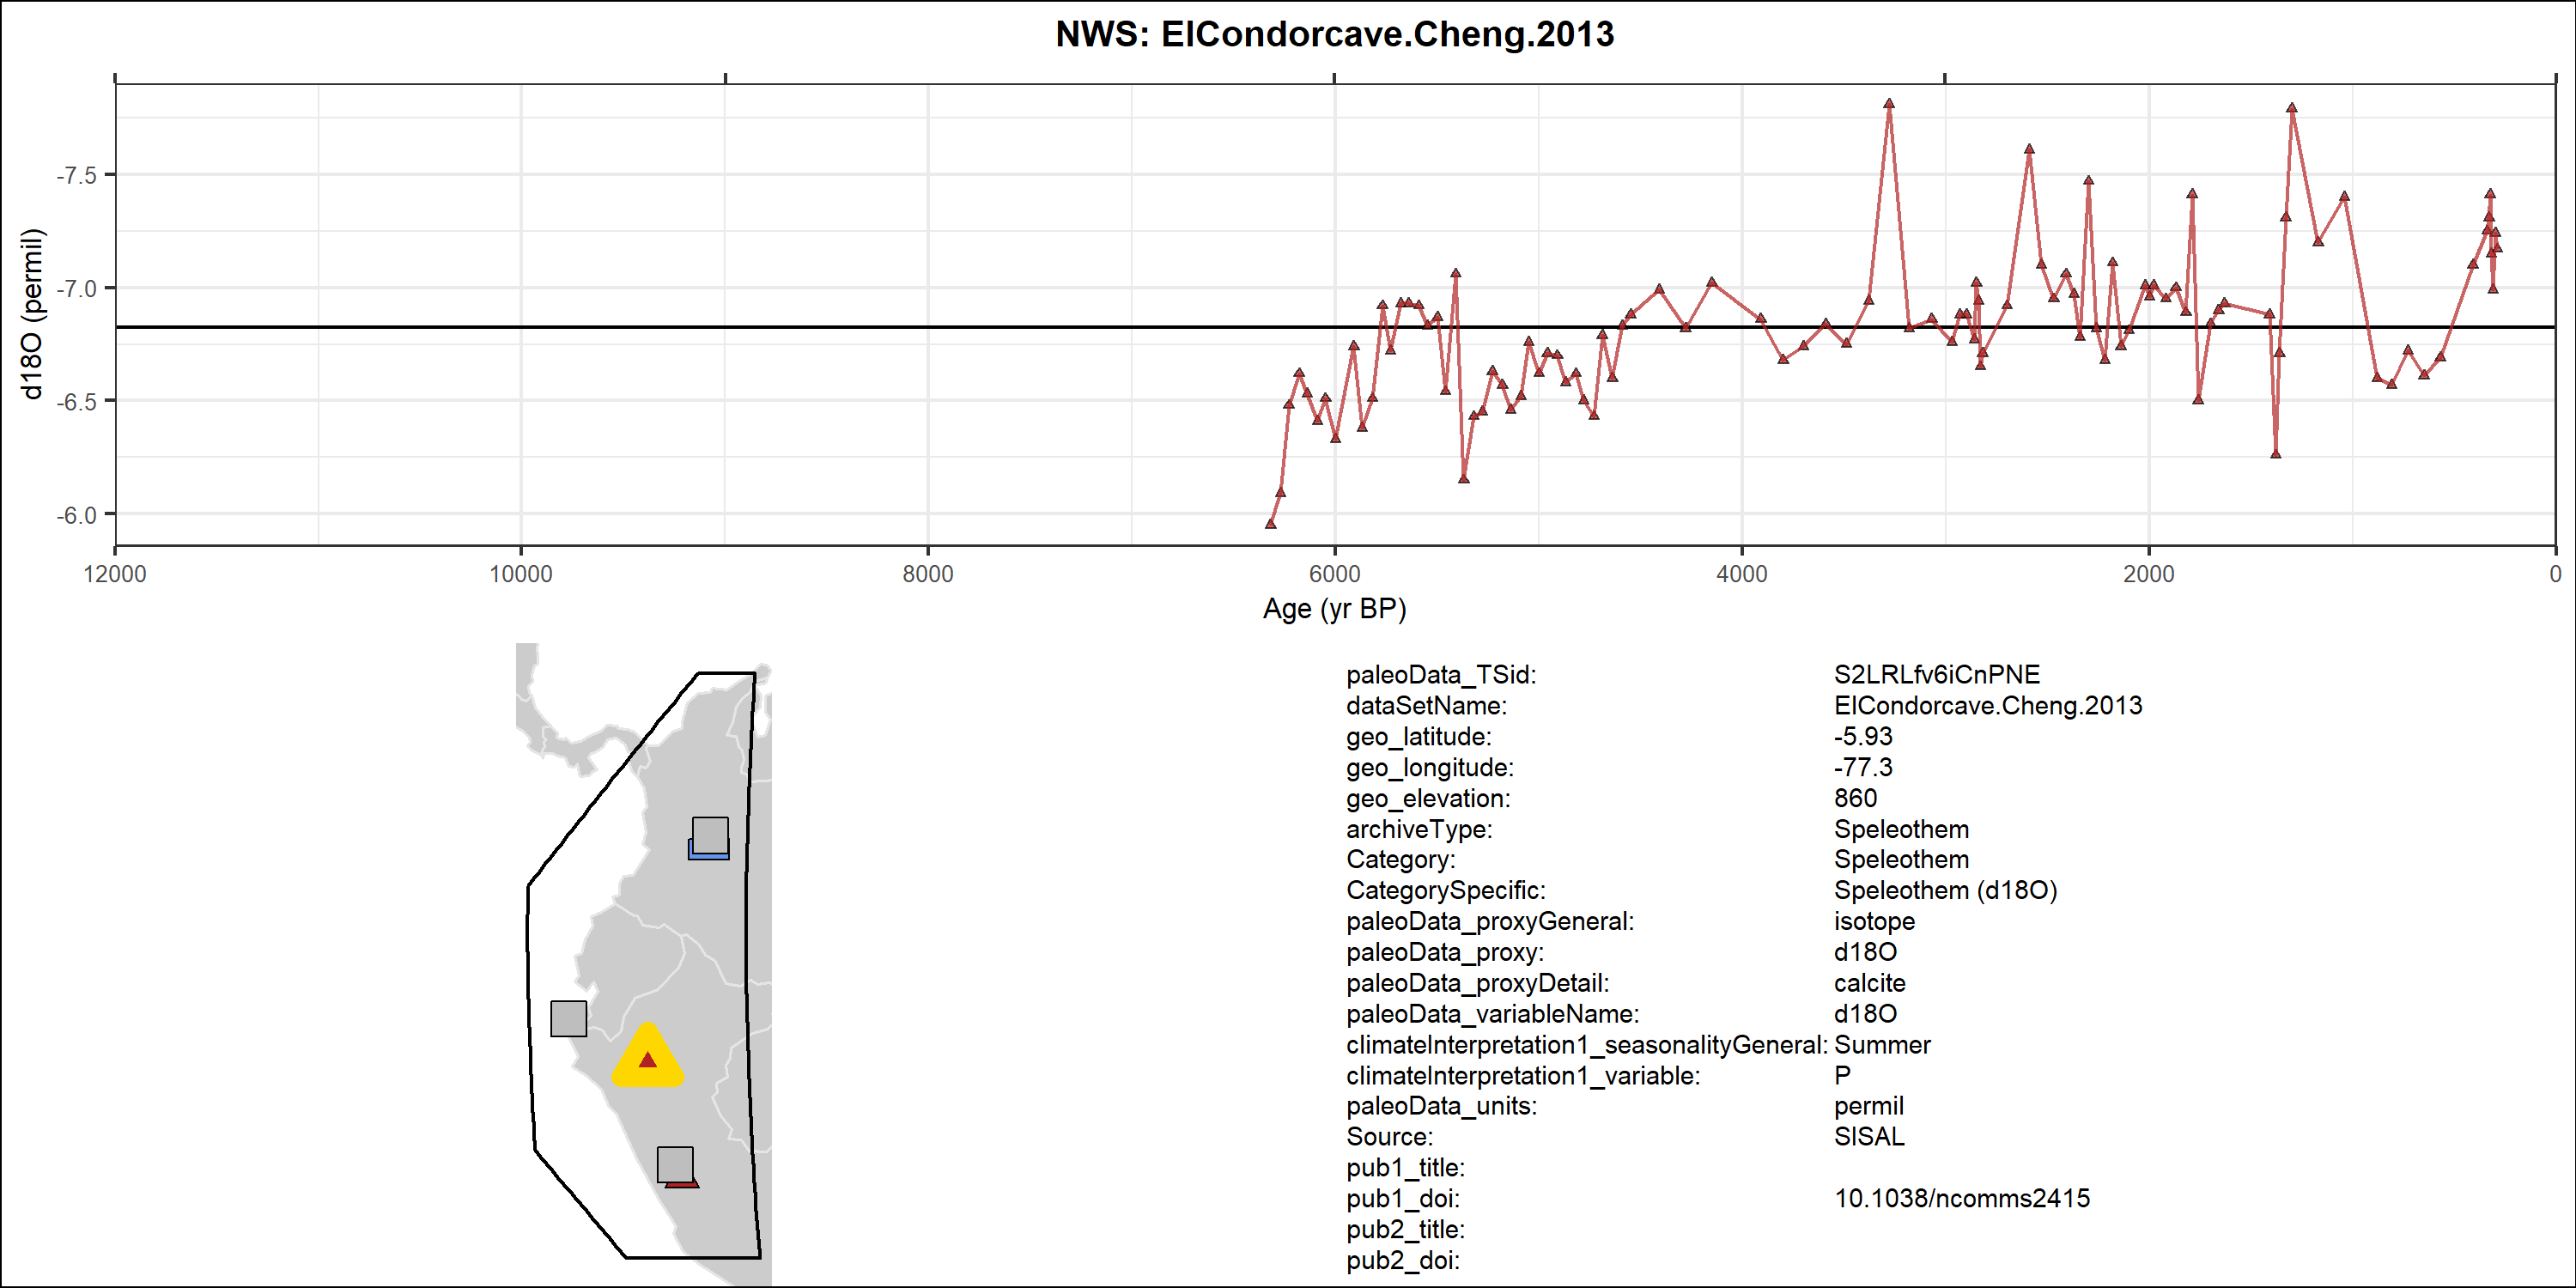 NWS: ElCondorcave.Cheng.2013
d18O (permil)
-7.5
-7.0
-6.5
-6.0
12000 10000 8000 6000 4000 2000 0
Age (yr BP)
paleoData_TSid: S2LRLfv6iCnPNE
dataSetName: ElCondorcave.Cheng.2013
geo_latitude: -5.93
geo_longitude: -77.3
geo_elevation: 860
archiveType: Speleothem
Category: Speleothem
CategorySpecific: Speleothem (d18O)
paleoData_proxyGeneral: isotope
paleoData_proxy: d18O
paleoData_proxyDetail: calcite
paleoData_variableName: d18O
climateInterpretation1_seasonalityGeneral: Summer
climateInterpretation1_variable: P
paleoData_units: permil
Source: SISAL
pub1_title:
pub1_doi: 10.1038/ncomms2415
pub2_title:
pub2_doi: